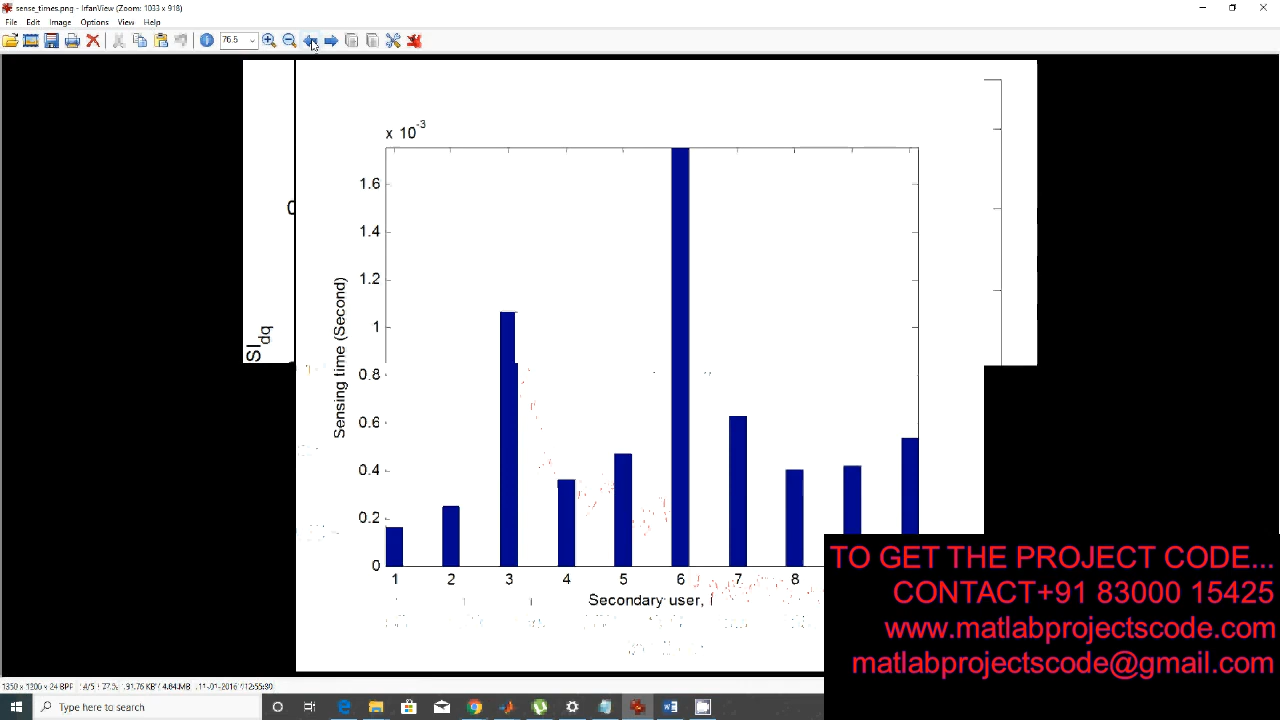 sense_times.png - IrfanView (Zoom: 1033 x 918)
File Edit Image Options View Help
76.5
x 10-3
1.6
1.4
1.2
1
0.8
0.6
0.4
0.2
0
Sensing time (Second)
SIdq
1 2 3 4 5 6 7 8
Secondary user, i
TO GET THE PROJECT CODE...
CONTACT+91 83000 15425
www.matlabprojectscode.com
matlabprojectscode@gmail.com
Type here to search